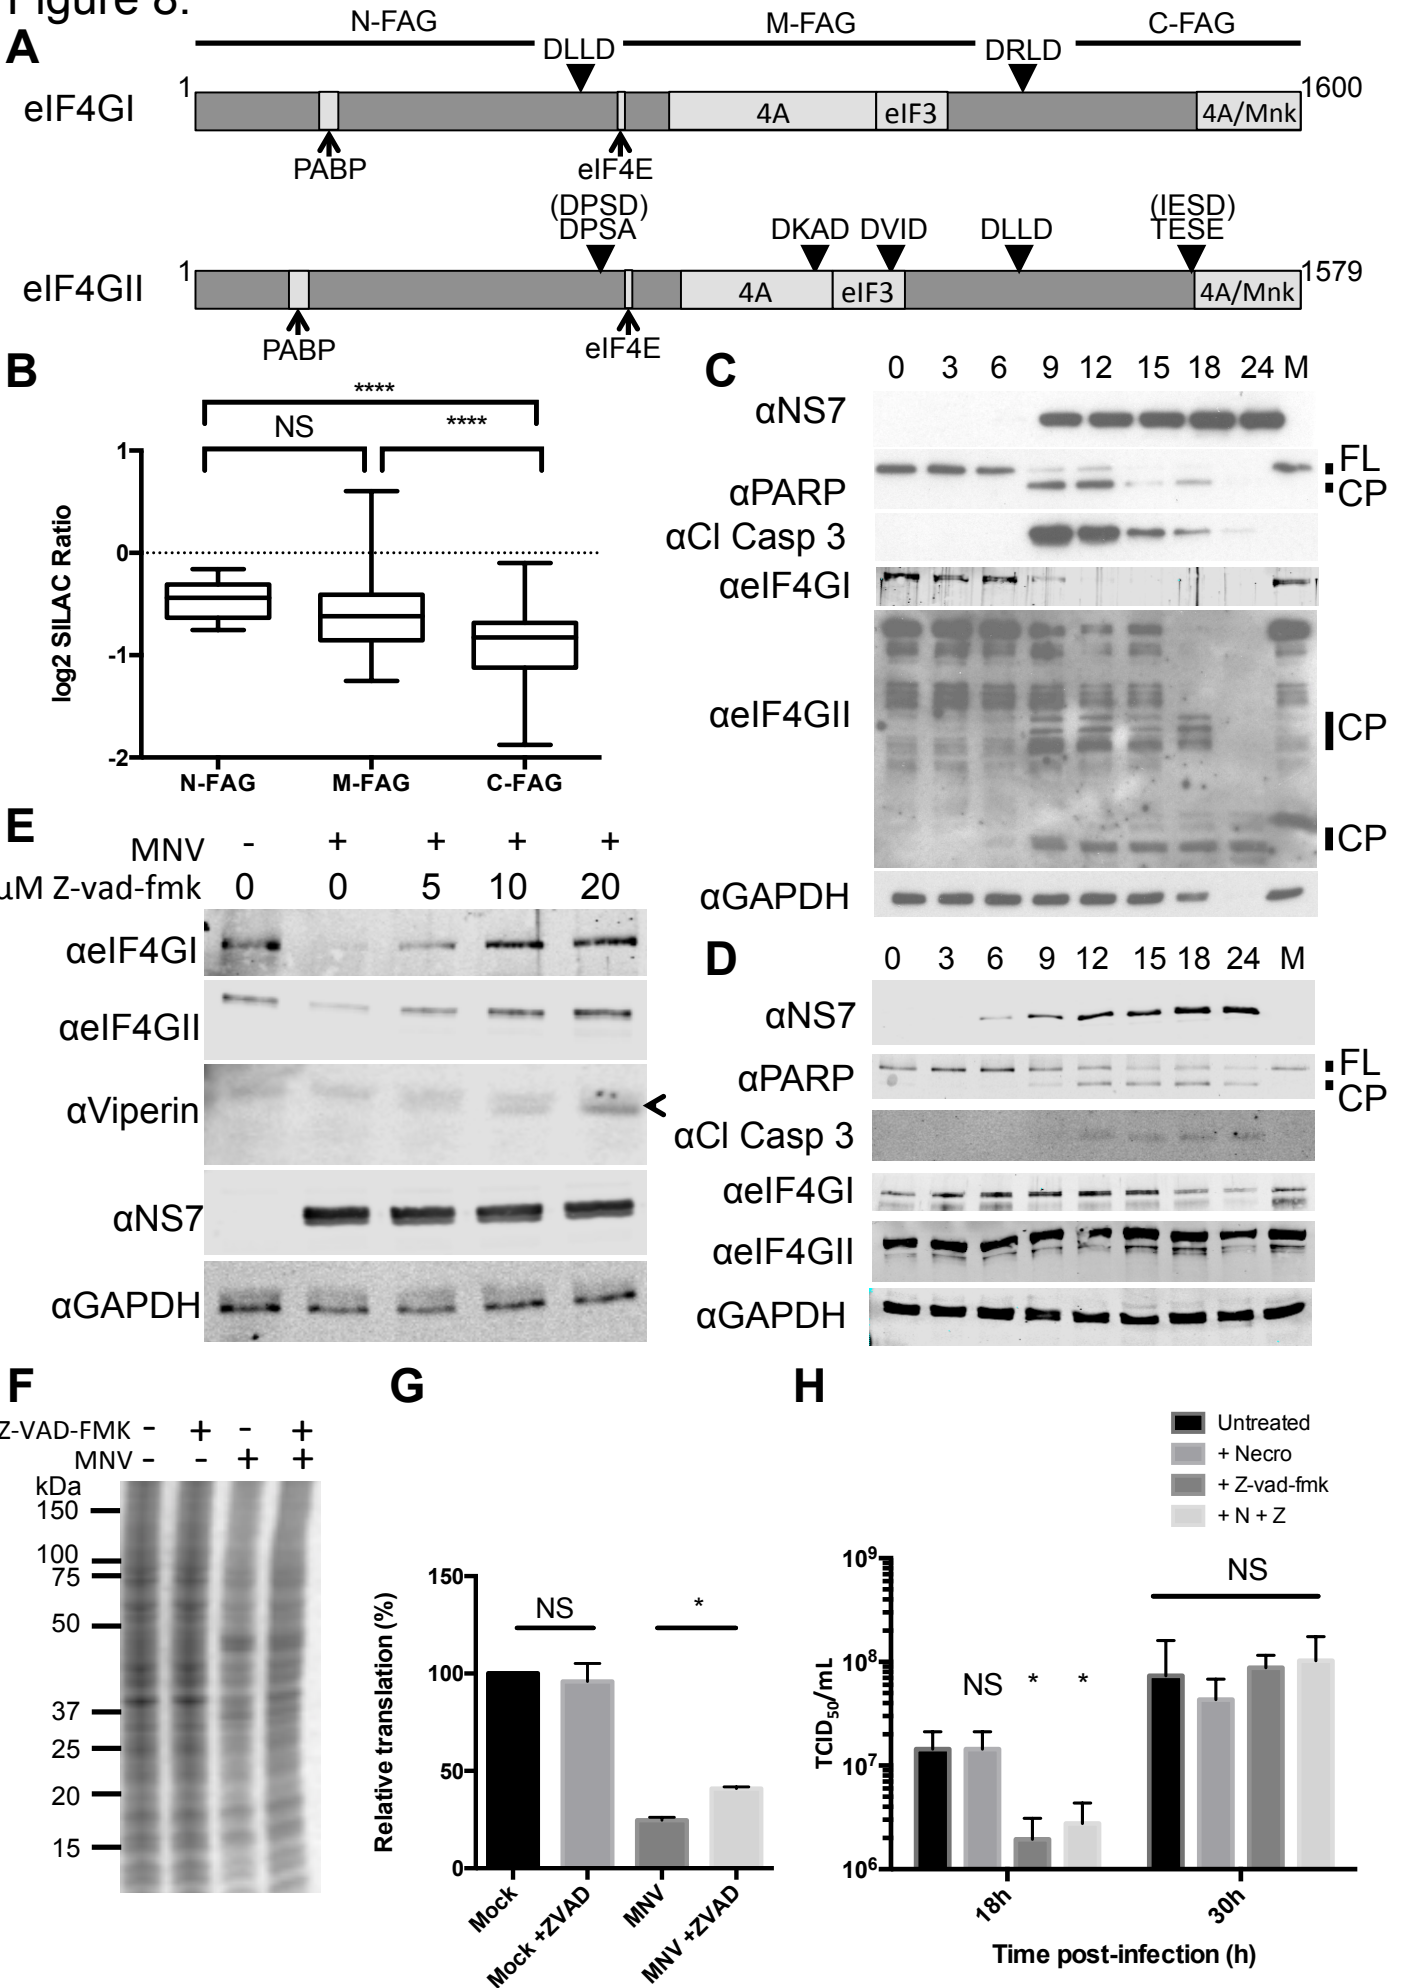 Figure 8.
A
N-FAG M-FAG C-FAG
DLLD DRLD
eIF4GI 1 4A eIF3 4A/Mnk 1600
PABP eIF4E
(DPSD) (IESD)
DPSA DKAD DVID DLLD TESE
eIF4GII 1 4A eIF3 4A/Mnk 1579
PABP eIF4E
B
****
NS ****
log2 SILAC Ratio
1
0
-1
-2
N-FAG M-FAG C-FAG
C
0 3 6 9 12 15 18 24 M
αNS7
αPARP FL
CP
αCl Casp 3
αeIF4GI
αeIF4GII CP
CP
αGAPDH
D
0 3 6 9 12 15 18 24 M
αNS7
αPARP FL
CP
αCl Casp 3
αeIF4GI
αeIF4GII
αGAPDH
E
MNV - + + + +
μM Z-vad-fmk 0 0 5 10 20
αeIF4GI
αeIF4GII
αViperin <
αNS7
αGAPDH
F
Z-VAD-FMK - + - +
MNV - - + +
kDa
150
100
75
50
37
25
20
15
G
Relative translation (%)
150
100
50
0
NS *
Mock
Mock +ZVAD
MNV
MNV +ZVAD
H
Untreated
+ Necro
+ Z-vad-fmk
+ N + Z
TCID50/mL
10⁹
10⁸
10⁷
10⁶
NS * *
NS
18h 30h
Time post-infection (h)